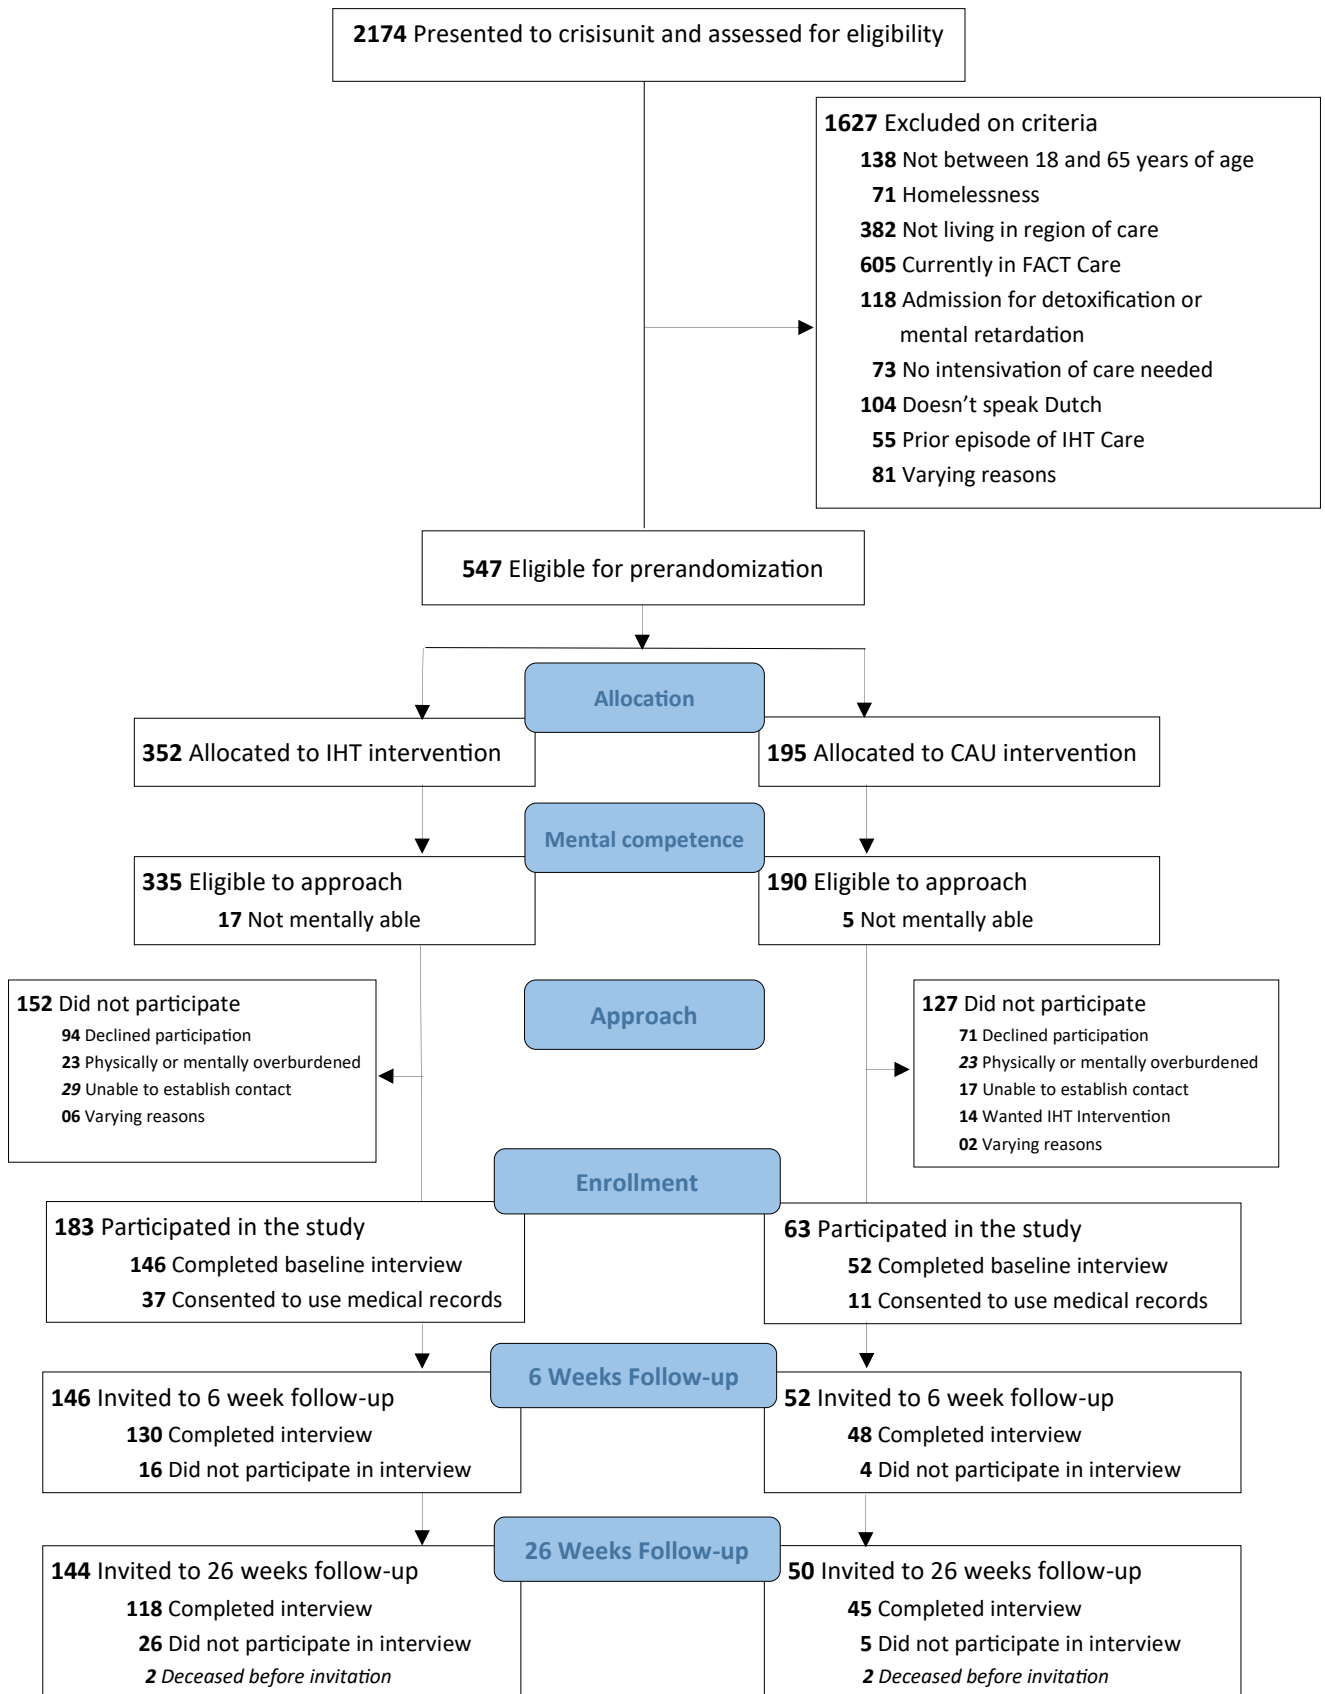 2174 Presented to crisisunit and assessed for eligibility
1627 Excluded on criteria
138 Not between 18 and 65 years of age
71 Homelessness
382 Not living in region of care
605 Currently in FACT Care
118 Admission for detoxification or
mental retardation
73 No intensivation of care needed
104 Doesn’t speak Dutch
55 Prior episode of IHT Care
81 Varying reasons
547 Eligible for prerandomization
Allocation
352 Allocated to IHT intervention
195 Allocated to CAU intervention
Mental competence
335 Eligible to approach
17 Not mentally able
190 Eligible to approach
5 Not mentally able
Approach
152 Did not participate
94 Declined participation
23 Physically or mentally overburdened
29 Unable to establish contact
06 Varying reasons
127 Did not participate
71 Declined participation
23 Physically or mentally overburdened
17 Unable to establish contact
14 Wanted IHT Intervention
02 Varying reasons
Enrollment
183 Participated in the study
146 Completed baseline interview
37 Consented to use medical records
63 Participated in the study
52 Completed baseline interview
11 Consented to use medical records
6 Weeks Follow-up
146 Invited to 6 week follow-up
130 Completed interview
16 Did not participate in interview
52 Invited to 6 week follow-up
48 Completed interview
4 Did not participate in interview
26 Weeks Follow-up
144 Invited to 26 weeks follow-up
118 Completed interview
26 Did not participate in interview
2 Deceased before invitation
50 Invited to 26 weeks follow-up
45 Completed interview
5 Did not participate in interview
2 Deceased before invitation